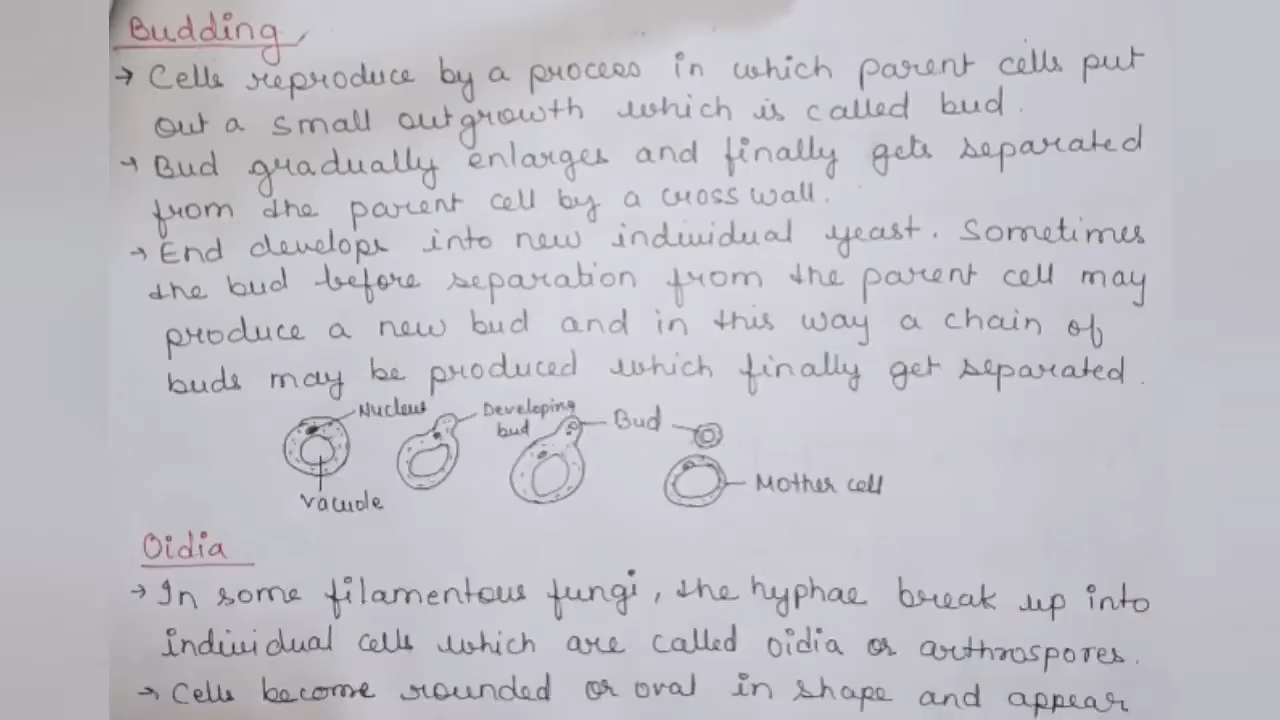 Budding
→ Cells reproduce by a process in which parent cells put
out a small outgrowth which is called bud.
→ Bud gradually enlarges and finally gets separated
from the parent cell by a cross wall.
→ End develops into new individual yeast. Sometimes
the bud before separation from the parent cell may
produce a new bud and in this way a chain of
buds may be produced which finally get separated.
Nucleus
Developing
bud
Bud
Vacuole
Mother cell
Oidia
→ In some filamentous fungi, the hyphae break up into
individual cells which are called oidia or arthrospores.
→ Cells become rounded or oval in shape and appear